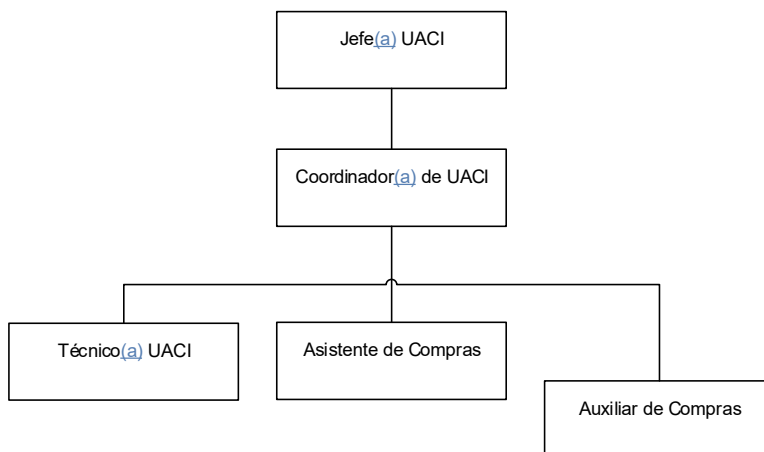 Jefe(a) UACI
Coordinador(a) de UACI
Técnico(a) UACI
Asistente de Compras
Auxiliar de Compras